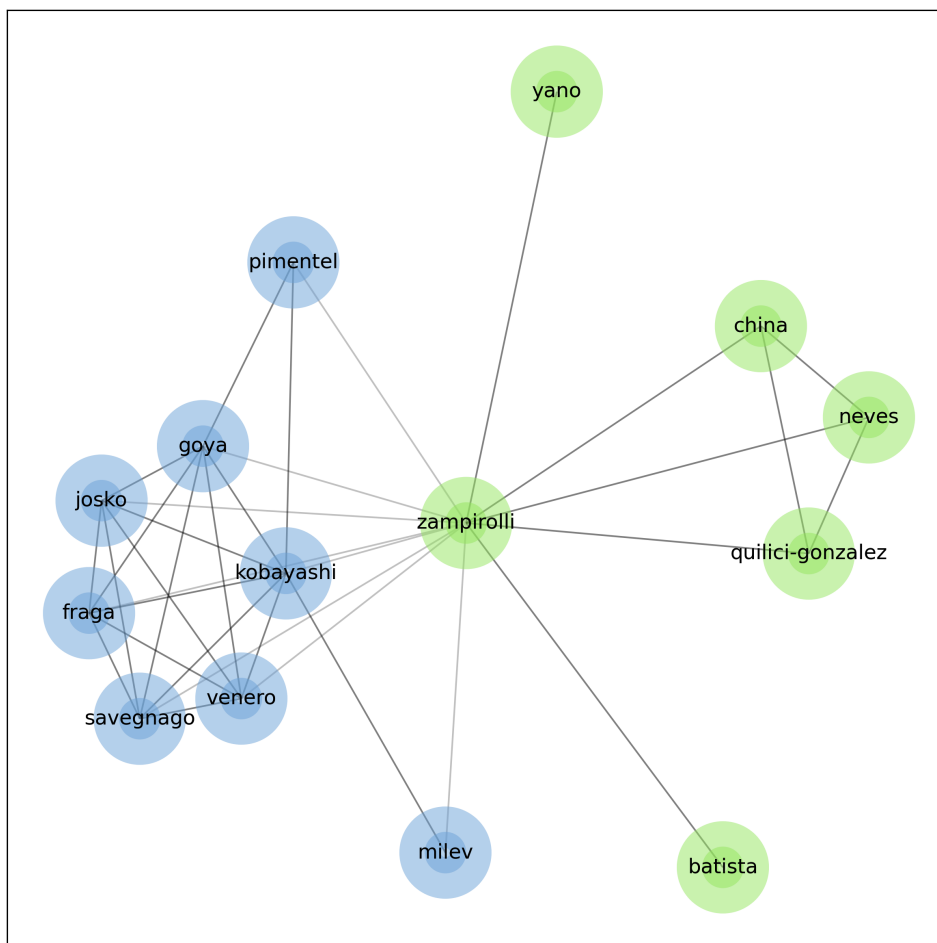 yano
pimentel
china
neves
goya
josko
zampirolli
quilici-gonzalez
kobayashi
fraga
venero
savegnago
milev
batista